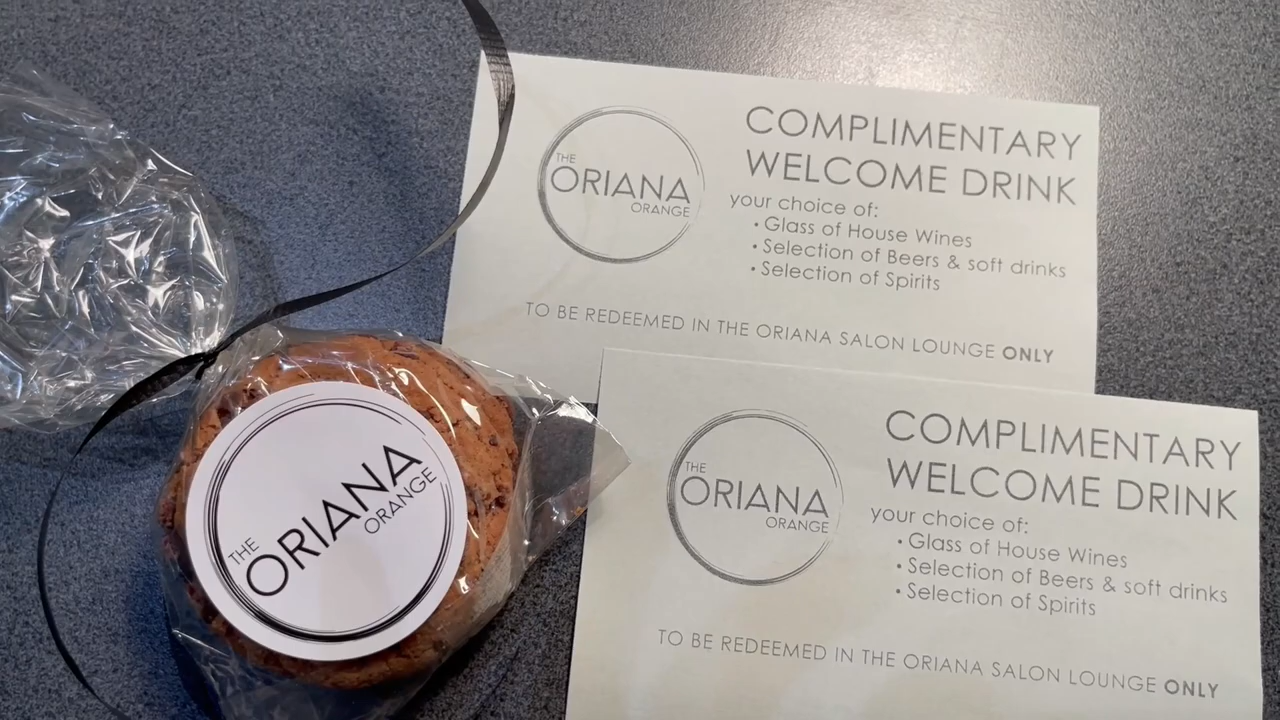 THE
ORIANA
ORANGE
COMPLIMENTARY
WELCOME DRINK
your choice of:
• Glass of House Wines
• Selection of Beers & soft drinks
• Selection of Spirits
TO BE REDEEMED IN THE ORIANA SALON LOUNGE ONLY
THE
ORIANA
ORANGE
COMPLIMENTARY
WELCOME DRINK
your choice of:
• Glass of House Wines
• Selection of Beers & soft drinks
• Selection of Spirits
TO BE REDEEMED IN THE ORIANA SALON LOUNGE ONLY
THE
ORIANA
ORANGE